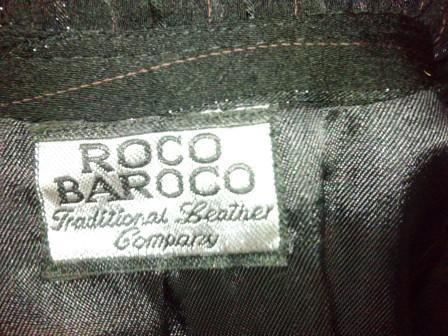 ROCO
BAROCO
Traditional Leather
Company